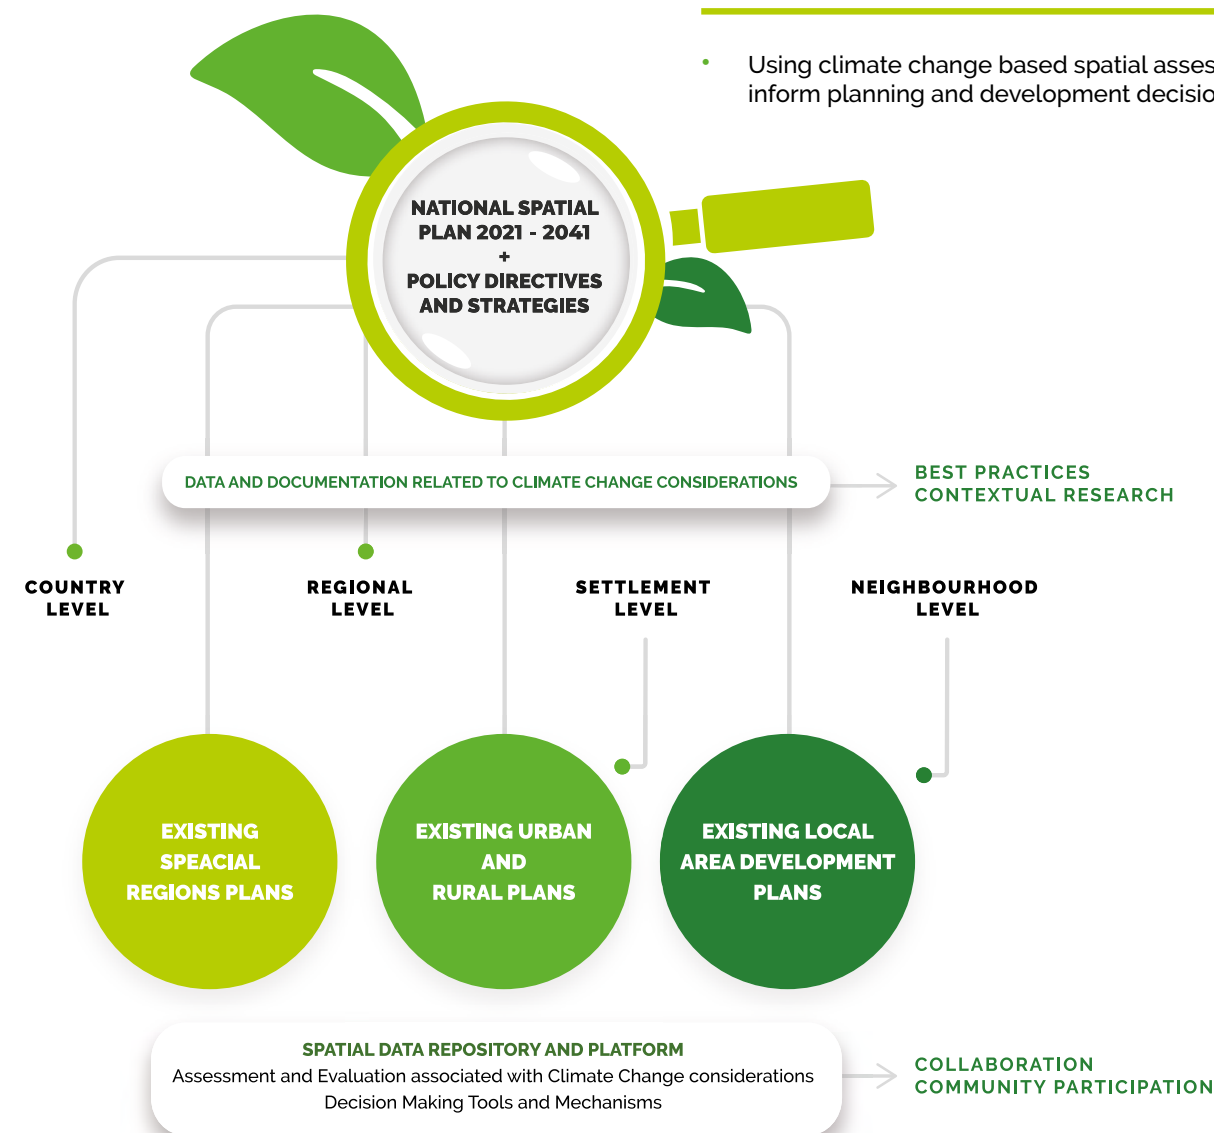 • Using climate change based spatial asses
inform planning and development decisio
NATIONAL SPATIAL
PLAN 2021 - 2041
+
POLICY DIRECTIVES
AND STRATEGIES
DATA AND DOCUMENTATION RELATED TO CLIMATE CHANGE CONSIDERATIONS
BEST PRACTICES
CONTEXTUAL RESEARCH
COUNTRY
LEVEL
REGIONAL
LEVEL
SETTLEMENT
LEVEL
NEIGHBOURHOOD
LEVEL
EXISTING
SPEACIAL
REGIONS PLANS
EXISTING URBAN
AND
RURAL PLANS
EXISTING LOCAL
AREA DEVELOPMENT
PLANS
SPATIAL DATA REPOSITORY AND PLATFORM
Assessment and Evaluation associated with Climate Change considerations
Decision Making Tools and Mechanisms
COLLABORATION
COMMUNITY PARTICIPATION